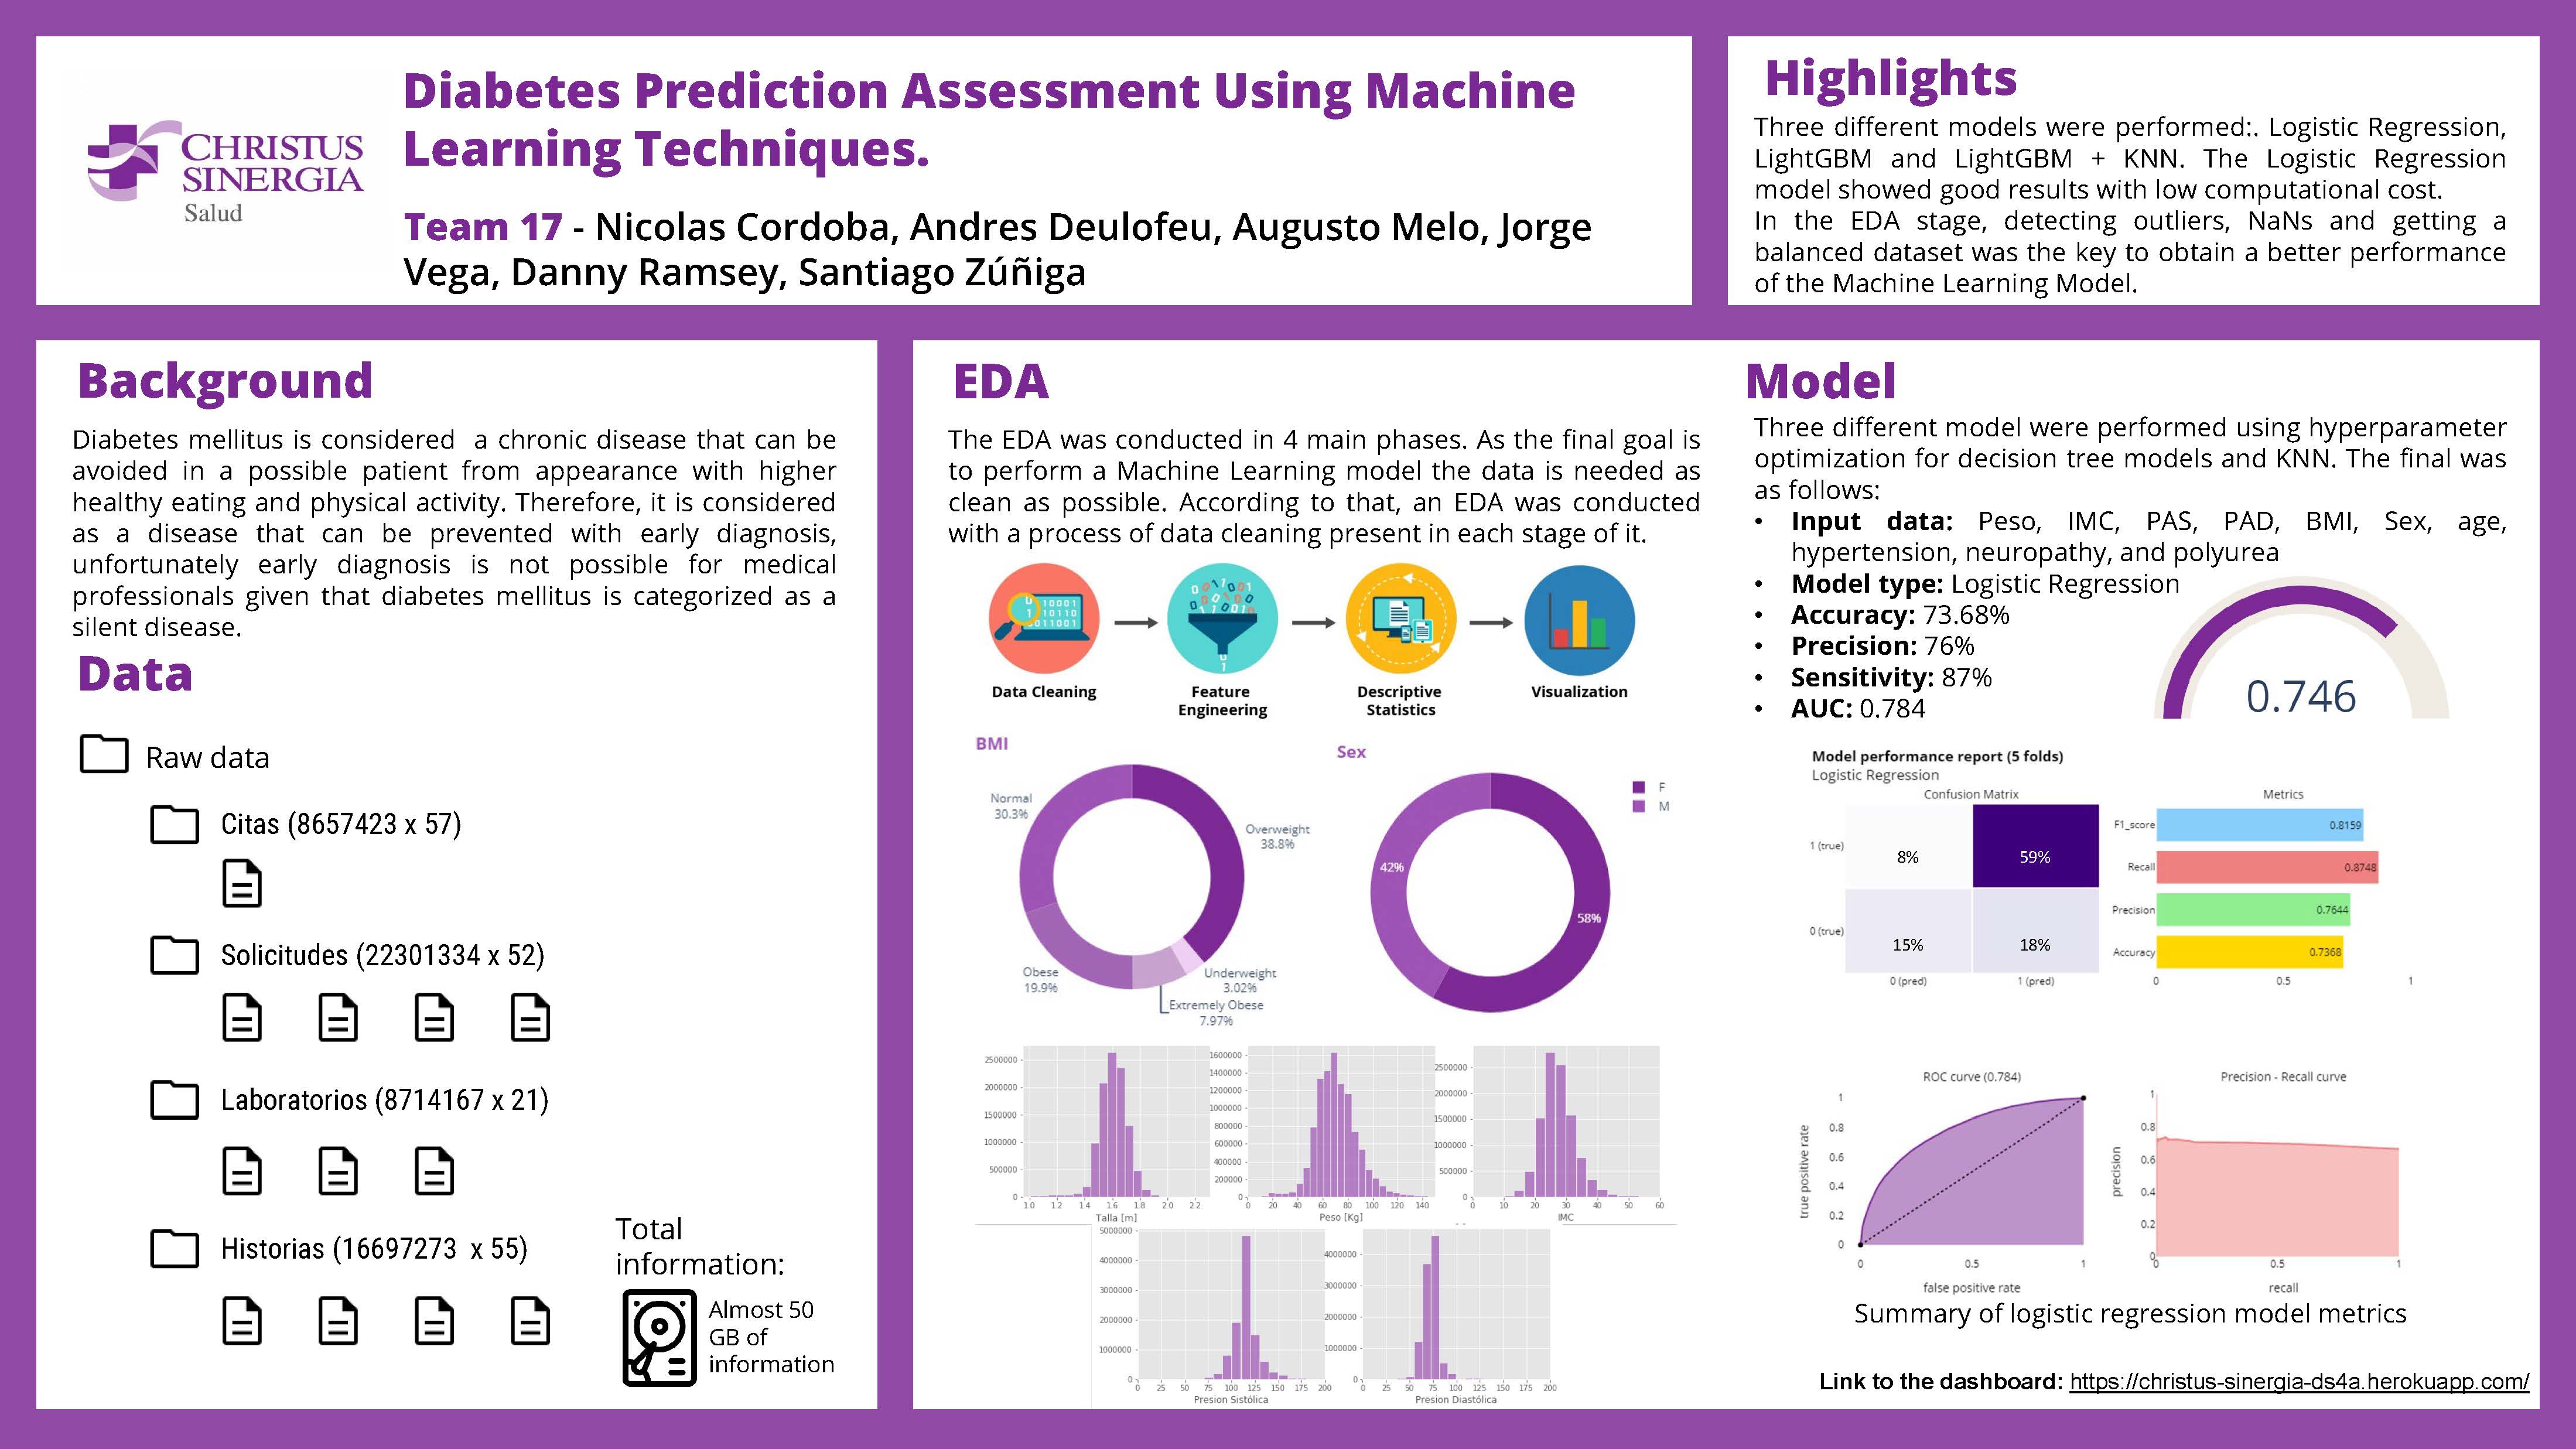 CHRISTUS
SINERGIA
Salud
Diabetes Prediction Assessment Using Machine
Learning Techniques.
Team 17 - Nicolas Cordoba, Andres Deulofeu, Augusto Melo, Jorge
Vega, Danny Ramsey, Santiago Zúñiga
Highlights
Three different models were performed:. Logistic Regression,
LightGBM and LightGBM + KNN. The Logistic Regression
model showed good results with low computational cost.
In the EDA stage, detecting outliers, NaNs and getting a
balanced dataset was the key to obtain a better performance
of the Machine Learning Model.
Background
Diabetes mellitus is considered a chronic disease that can be
avoided in a possible patient from appearance with higher
healthy eating and physical activity. Therefore, it is considered
as a disease that can be prevented with early diagnosis,
unfortunately early diagnosis is not possible for medical
professionals given that diabetes mellitus is categorized as a
silent disease.
Data
Raw data
Citas (8657423 x 57)
Solicitudes (22301334 x 52)
Laboratorios (8714167 x 21)
Historias (16697273 x 55)
Total
information:
Almost 50
GB of
information
EDA
The EDA was conducted in 4 main phases. As the final goal is
to perform a Machine Learning model the data is needed as
clean as possible. According to that, an EDA was conducted
with a process of data cleaning present in each stage of it.
Data Cleaning
Feature
Engineering
Descriptive
Statistics
Visualization
BMI
Normal
30.3%
Overweight
38.8%
Obese
19.9%
Underweight
3.02%
Extremely Obese
7.97%
Sex
F
M
42%
58%
2500000
2000000
1500000
1000000
500000
0
1.0 1.2 1.4 1.6 1.8 2.0 2.2
Talla [m]
1600000
1400000
1200000
1000000
800000
600000
400000
200000
0
0 20 40 60 80 100 120 140
Peso [Kg]
2500000
2000000
1500000
1000000
500000
0
0 10 20 30 40 50 60
IMC
5000000
4000000
3000000
2000000
1000000
0
0 25 50 75 100 125 150 175 200
Presion Sistólica
4000000
3000000
2000000
1000000
0
0 25 50 75 100 125 150 175 200
Presion Diastólica
Model
Three different model were performed using hyperparameter
optimization for decision tree models and KNN. The final was
as follows:
• Input data: Peso, IMC, PAS, PAD, BMI, Sex, age,
hypertension, neuropathy, and polyurea
• Model type: Logistic Regression
• Accuracy: 73.68%
• Precision: 76%
• Sensitivity: 87%
• AUC: 0.784
0.746
Model performance report (5 folds)
Logistic Regression
Confusion Matrix
1 (true)
8%
59%
0 (true)
15%
18%
0 (pred)
1 (pred)
Metrics
F1_score
0.8159
Recall
0.8748
Precision
0.7644
Accuracy
0.7368
0 0.5 1
ROC curve (0.784)
1
0.8
0.6
0.4
0.2
0
true positive rate
0 0.5 1
false positive rate
Precision - Recall curve
1
0.8
0.6
0.4
0.2
0
precision
0 0.5 1
recall
Summary of logistic regression model metrics
Link to the dashboard: https://christus-sinergia-ds4a.herokuapp.com/